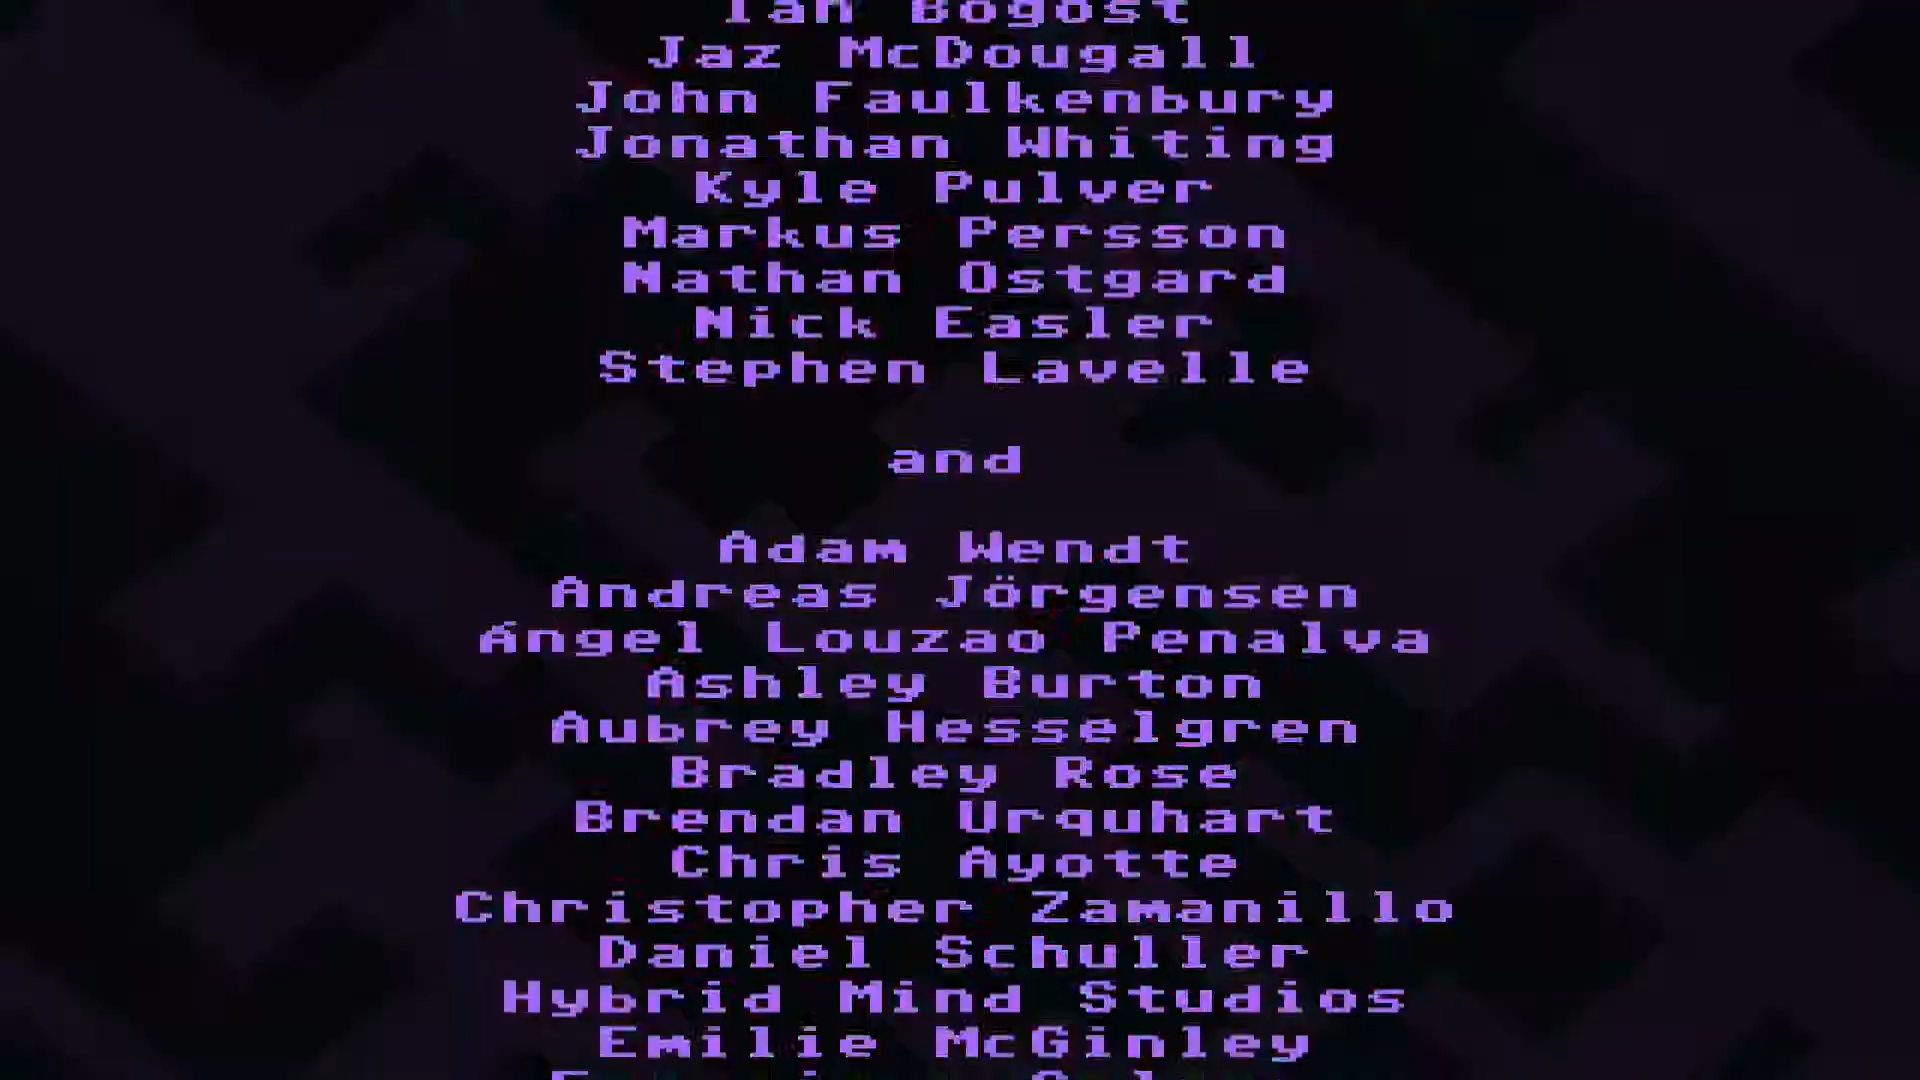 Ian Bogost
Jaz McDougall
John Faulkenbury
Jonathan Whiting
Kyle Pulver
Markus Persson
Nathan Ostgard
Nick Easler
Stephen Lavelle
and
Adam Wendt
Andreas Jörgensen
Ángel Louzao Penalva
Ashley Burton
Aubrey Hesselgren
Bradley Rose
Brendan Urquhart
Chris Ayotte
Christopher Zamanillo
Daniel Schuller
Hybrid Mind Studios
Emilie McGinley